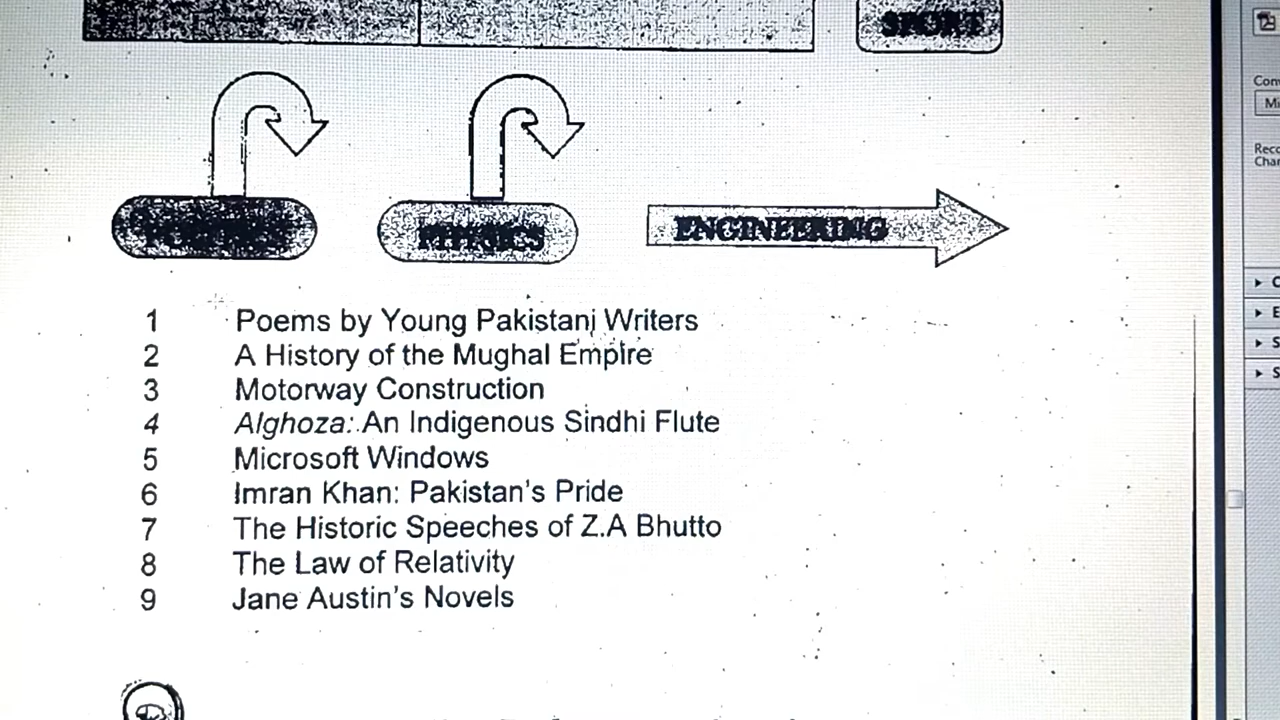 SPORT
PHYSICS
ENGINEERING
1 Poems by Young Pakistani Writers
2 A History of the Mughal Empire
3 Motorway Construction
4 Alghoza: An Indigenous Sindhi Flute
5 Microsoft Windows
6 Imran Khan: Pakistan's Pride
7 The Historic Speeches of Z.A Bhutto
8 The Law of Relativity
9 Jane Austin's Novels